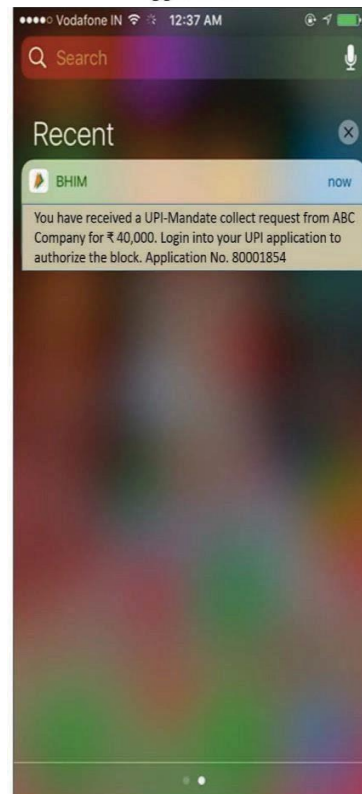 ●●●●○ Vodafone IN 12:37 AM
Search
Recent
BHIM now
You have received a UPI-Mandate collect request from ABC
Company for ₹ 40,000. Login into your UPI application to
authorize the block. Application No. 80001854